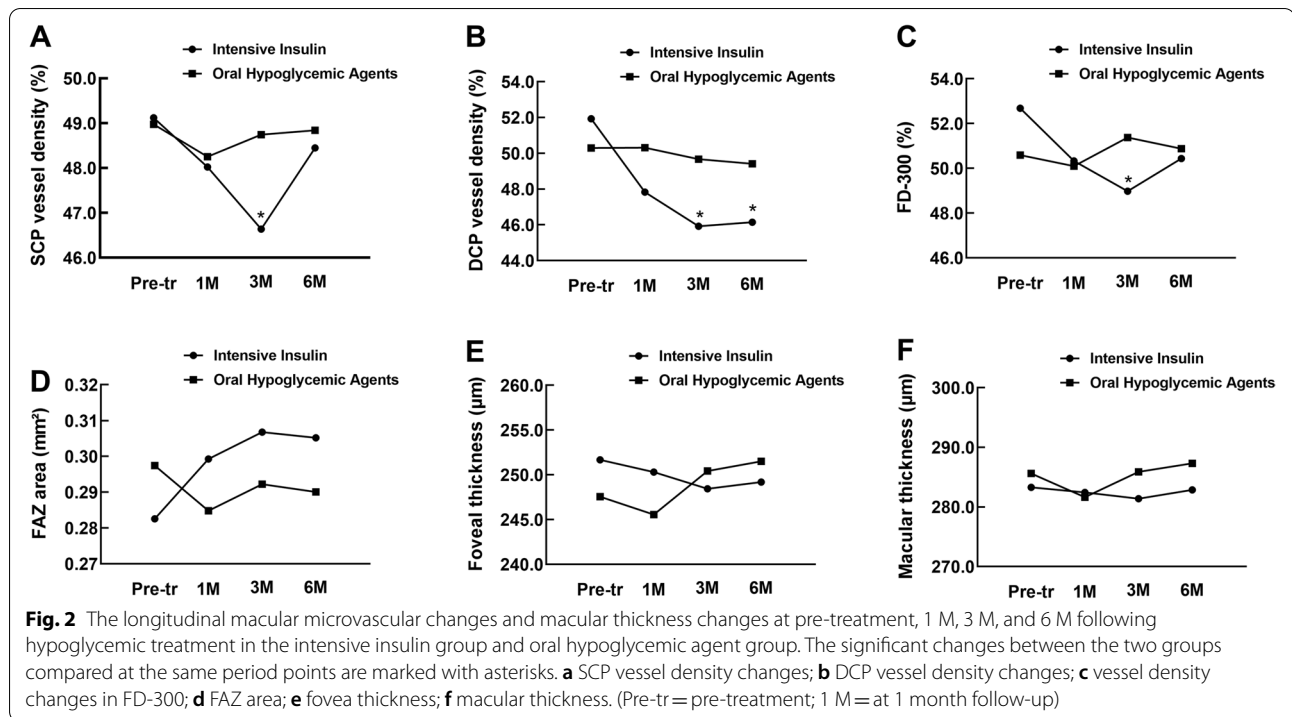 A
Intensive Insulin
Oral Hypoglycemic Agents
SCP vessel density (%)
50.0
49.0
48.0
47.0
46.0
*
Pre-tr 1M 3M 6M
B
Intensive Insulin
Oral Hypoglycemic Agents
DCP vessel density (%)
54.0
52.0
50.0
48.0
46.0
44.0
* *
Pre-tr 1M 3M 6M
C
Intensive Insulin
Oral Hypoglycemic Agents
FD-300 (%)
54.0
52.0
50.0
48.0
46.0
*
Pre-tr 1M 3M 6M
D
Intensive Insulin
Oral Hypoglycemic Agents
FAZ area (mm²)
0.32
0.31
0.30
0.29
0.28
0.27
Pre-tr 1M 3M 6M
E
Intensive Insulin
Oral Hypoglycemic Agents
Foveal thickness (μm)
260.0
255.0
250.0
245.0
240.0
Pre-tr 1M 3M 6M
F
Intensive Insulin
Oral Hypoglycemic Agents
Macular thickness (μm)
300.0
290.0
280.0
270.0
Pre-tr 1M 3M 6M
Fig. 2 The longitudinal macular microvascular changes and macular thickness changes at pre-treatment, 1 M, 3 M, and 6 M following
hypoglycemic treatment in the intensive insulin group and oral hypoglycemic agent group. The significant changes between the two groups
compared at the same period points are marked with asterisks. a SCP vessel density changes; b DCP vessel density changes; c vessel density
changes in FD-300; d FAZ area; e fovea thickness; f macular thickness. (Pre-tr = pre-treatment; 1 M = at 1 month follow-up)